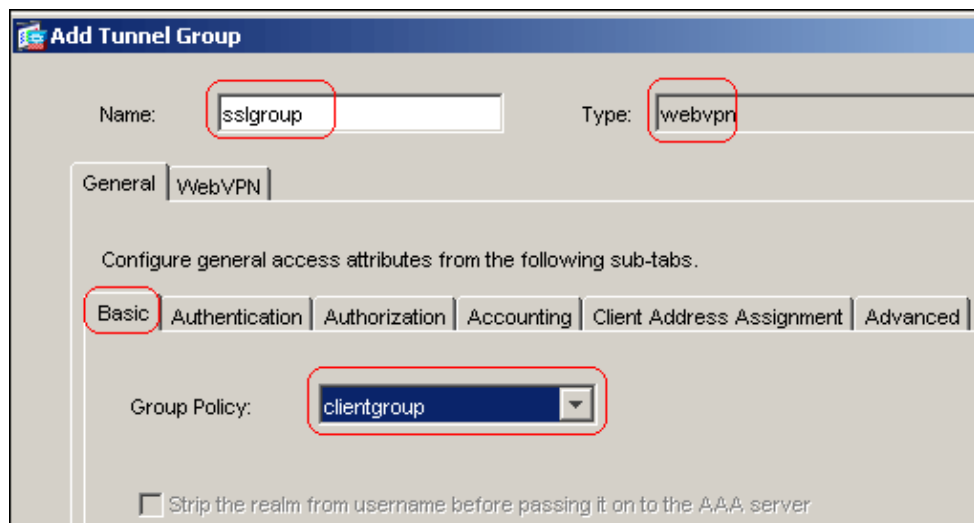 Add Tunnel Group
Name: sslgroup Type: webvpn
General WebVPN
Configure general access attributes from the following sub-tabs.
Basic Authentication Authorization Accounting Client Address Assignment Advanced
Group Policy: clientgroup
Strip the realm from username before passing it on to the AAA server